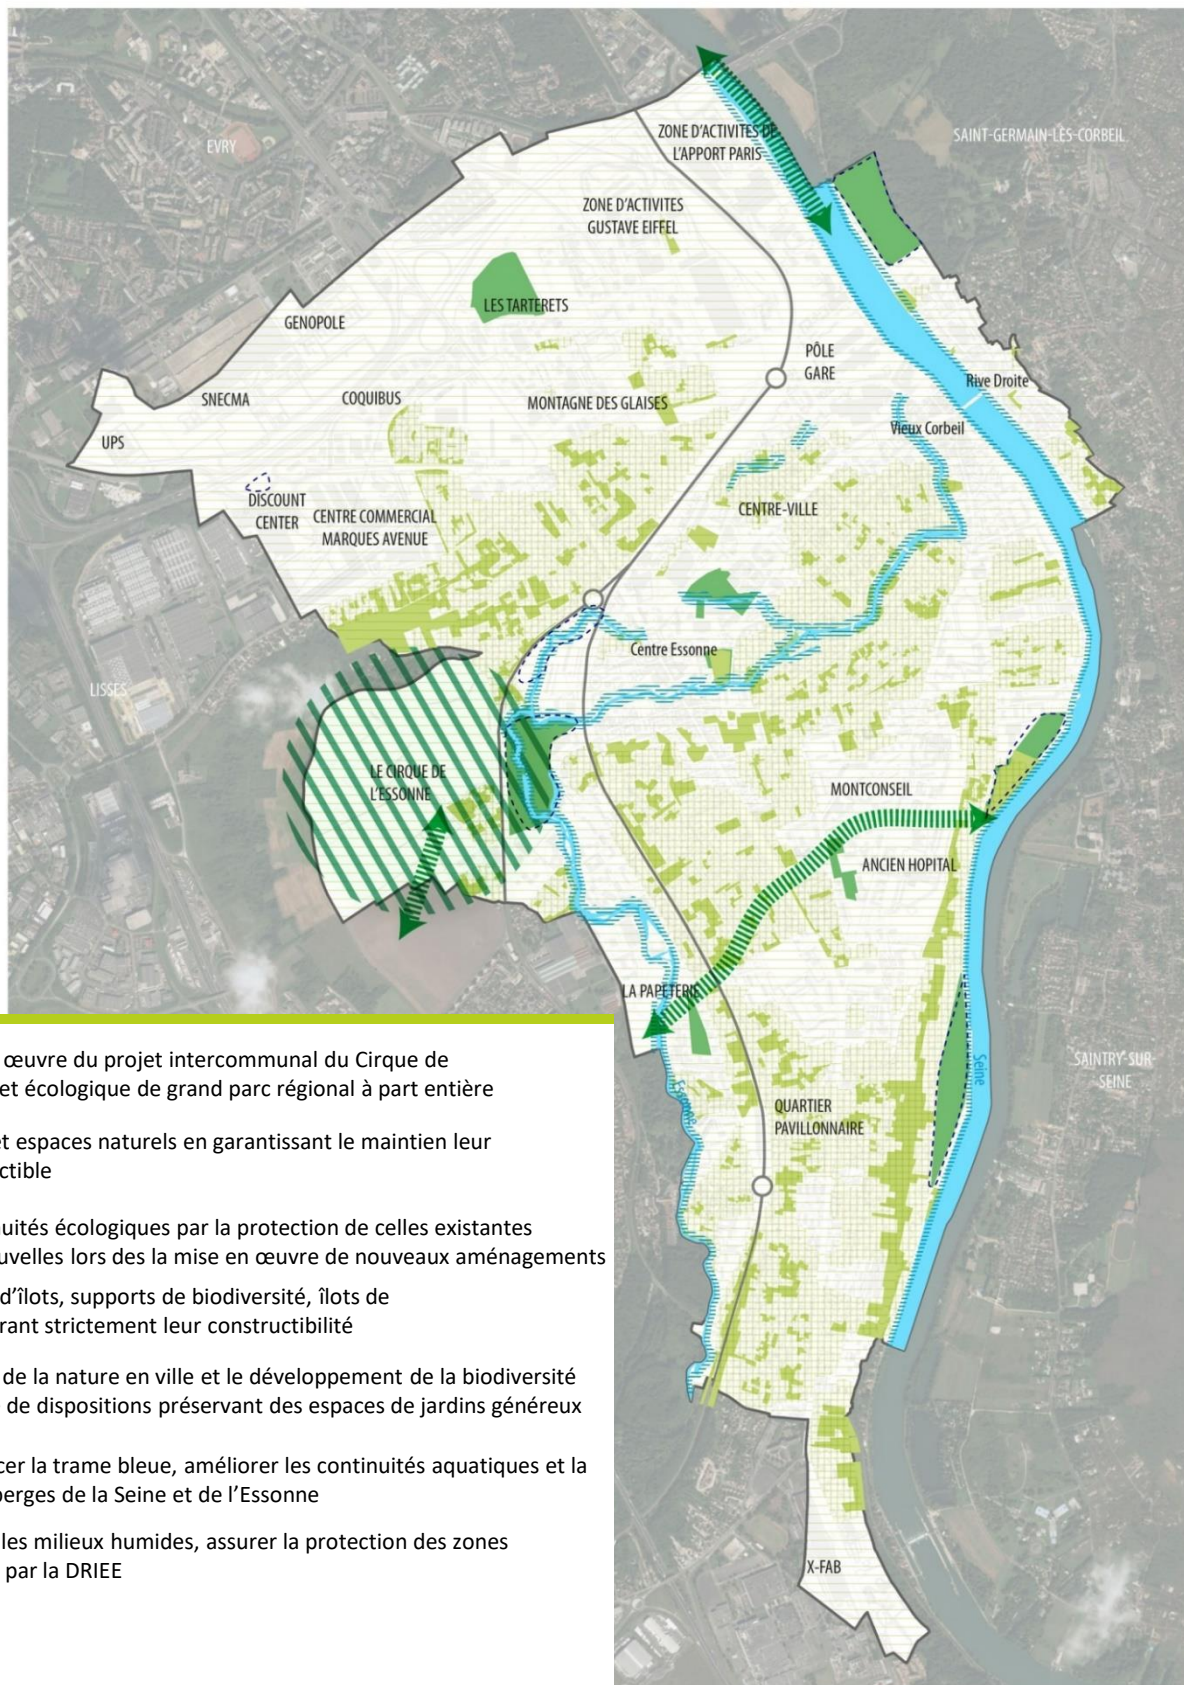 EVRY
ZONE D'ACTIVITES DE
L'APPORT PARIS
SAINT-GERMAIN-LÈS-CORBEIL
ZONE D'ACTIVITES
GUSTAVE EIFFEL
LES TARTERETS
GENOPOLE
PÔLE
GARE
Rive Droite
SNECMA
COQUIBUS
MONTAGNE DES GLAISES
Vieux Corbeil
UPS
DISCOUNT
CENTER
CENTRE COMMERCIAL
MARQUES AVENUE
CENTRE-VILLE
Centre Essonne
LISSES
LE CIRQUE DE
L'ESSONNE
MONTCONSEIL
ANCIEN HOPITAL
LA PAPETERIE
Seine
SAINTRY-SUR-
SEINE
Essonne
QUARTIER
PAVILLONNAIRE
X-FAB
œuvre du projet intercommunal du Cirque de
et écologique de grand parc régional à part entière
et espaces naturels en garantissant le maintien leur
ctible
nuités écologiques par la protection de celles existantes
uvelles lors des la mise en œuvre de nouveaux aménagements
d'îlots, supports de biodiversité, îlots de
rant strictement leur constructibilité
de la nature en ville et le développement de la biodiversité
de dispositions préservant des espaces de jardins généreux
cer la trame bleue, améliorer les continuités aquatiques et la
berges de la Seine et de l'Essonne
les milieux humides, assurer la protection des zones
par la DRIEE